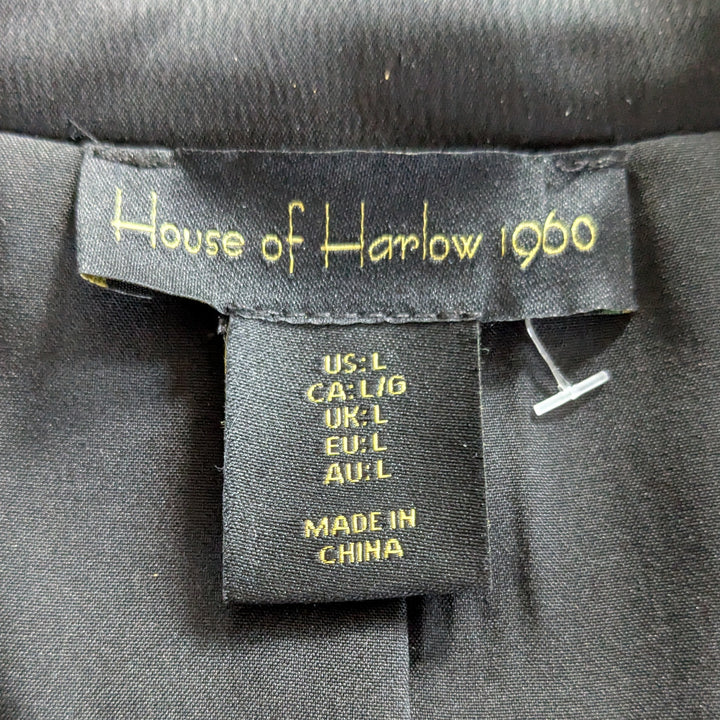 House of Harlow 1960
US: L
CA: L/G
UK: L
EU: L
AU: L
MADE IN
CHINA